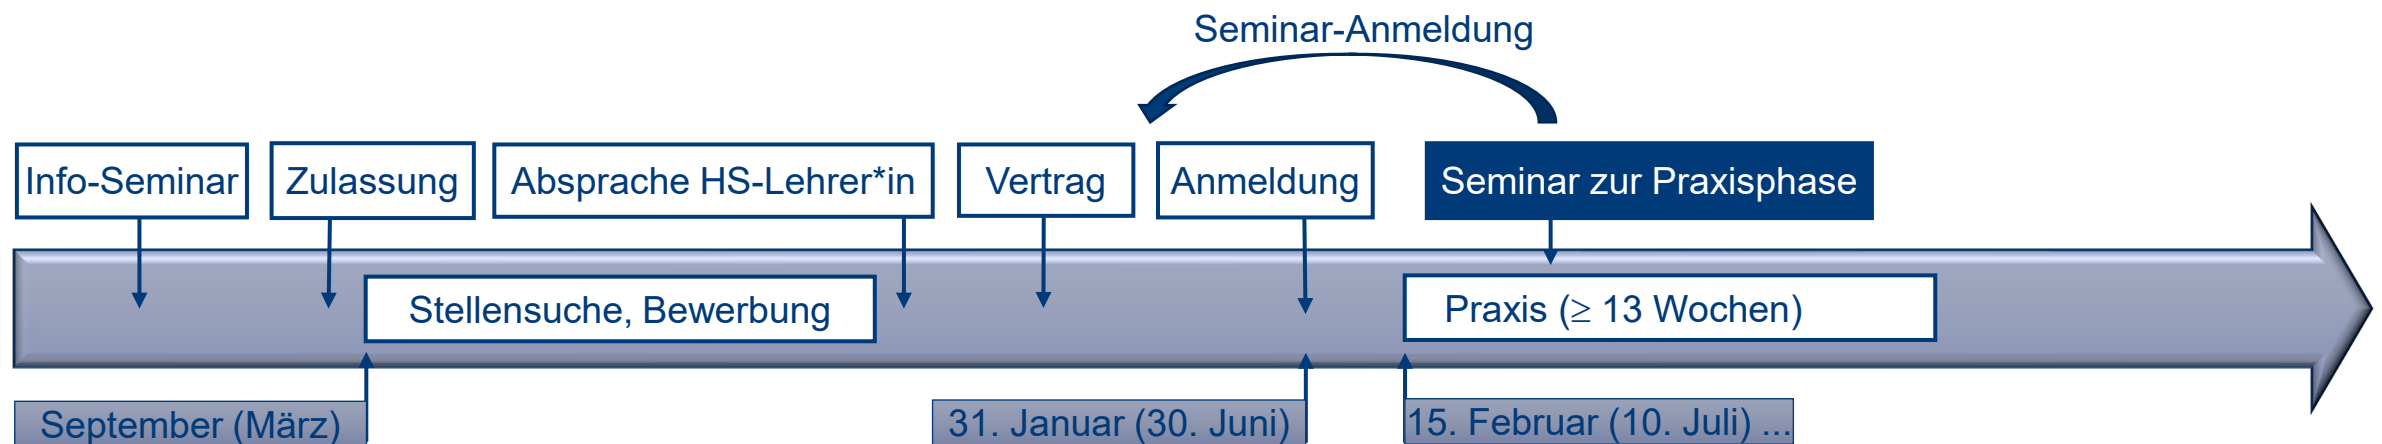 Seminar-Anmeldung
Info-Seminar
Zulassung
Absprache HS-Lehrer*in
Vertrag
Anmeldung
Seminar zur Praxisphase
Stellensuche, Bewerbung
Praxis (≥ 13 Wochen)
September (März)
31. Januar (30. Juni)
15. Februar (10. Juli) ...